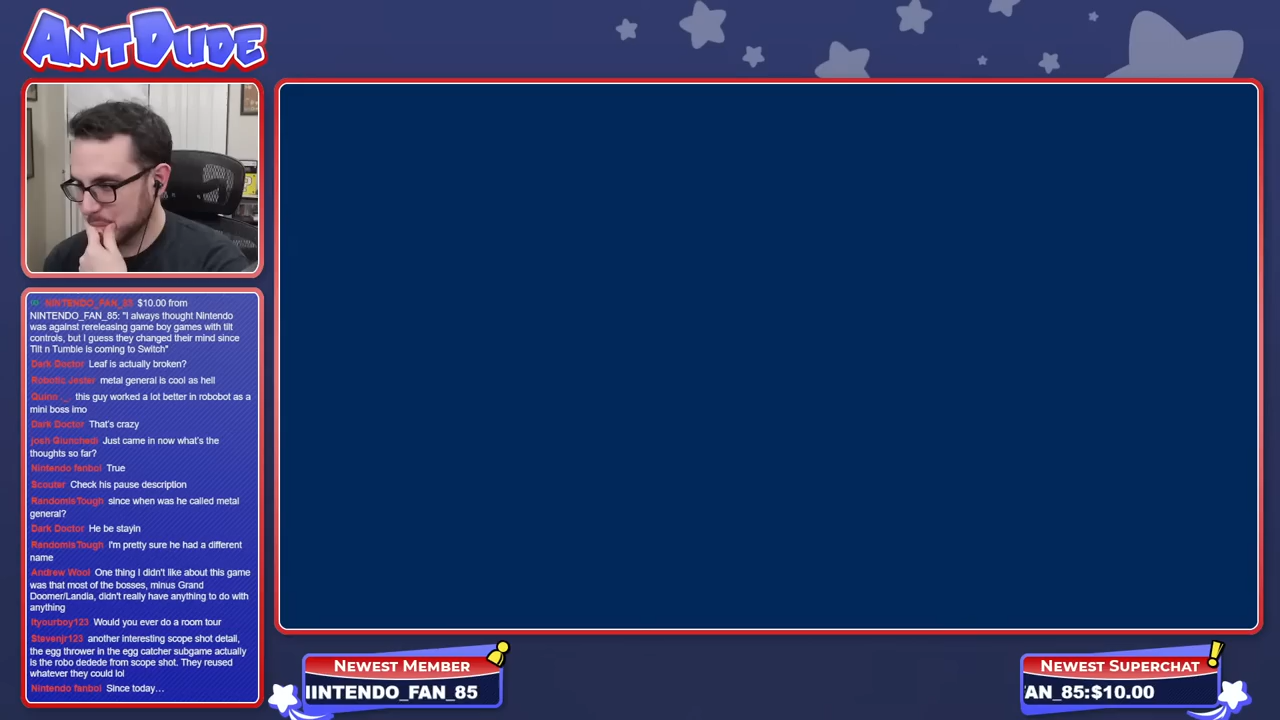 ANTDUDE
NINTENDO_FAN_85 $10.00 from
NINTENDO_FAN_85: "I always thought Nintendo
was against rereleasing game boy games with tilt
controls, but I guess they changed their mind since
Tilt n Tumble is coming to Switch"
Dark Doctor Leaf is actually broken?
Robotic Jester metal general is cool as hell
Quino ._. this guy worked a lot better in robobot as a
mini boss imo
Dark Doctor That's crazy
josh Giunchedi Just came in now what's the
thoughts so far?
Nintendo fanboi True
Scouter Check his pause description
RandomisTough since when was he called metal
general?
Dark Doctor He be stayin
RandomisTough I'm pretty sure he had a different
name
Andrew Wool One thing I didn't like about this game
was that most of the bosses, minus Grand
Doomer/Landia, didn't really have anything to do with
anything
Ityourboy123 Would you ever do a room tour
Stevenjr123 another interesting scope shot detail,
the egg thrower in the egg catcher subgame actually
is the robo dedede from scope shot. They reused
whatever they could lol
Nintendo fanboi Since today…
NEWEST MEMBER
NINTENDO_FAN_85
NEWEST SUPERCHAT
AN_85:$10.00